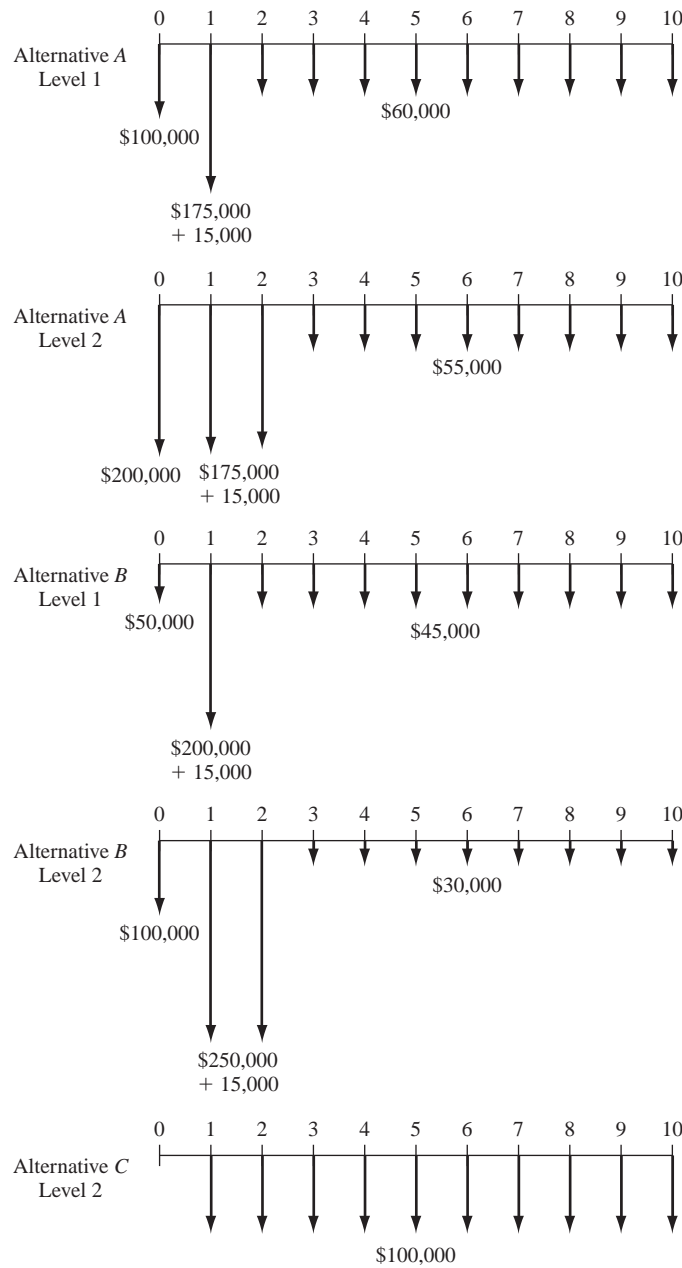 0 1 2 3 4 5 6 7 8 9 10
Alternative A
Level 1
$60,000
$100,000
$175,000
+ 15,000
0 1 2 3 4 5 6 7 8 9 10
Alternative A
Level 2
$55,000
$200,000 $175,000
+ 15,000
0 1 2 3 4 5 6 7 8 9 10
Alternative B
Level 1
$50,000 $45,000
$200,000
+ 15,000
0 1 2 3 4 5 6 7 8 9 10
Alternative B
Level 2
$30,000
$100,000
$250,000
+ 15,000
0 1 2 3 4 5 6 7 8 9 10
Alternative C
Level 2
$100,000